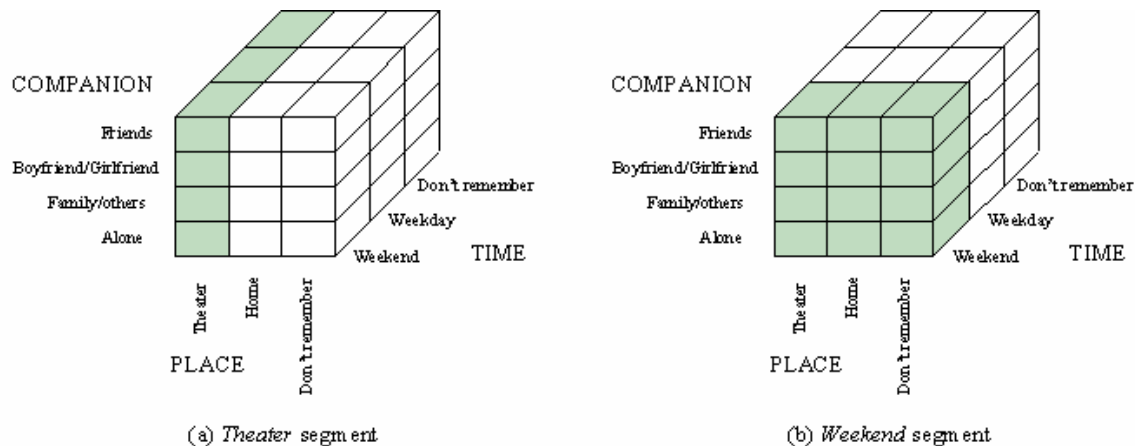 COMPANION
Friends
Boyfriend/Girlfriend
Family/others
Alone
Don't remember
Weekday
Weekend
TIME
Theater
Home
Don't remember
PLACE
(a) Theater segment
COMPANION
Friends
Boyfriend/Girlfriend
Family/others
Alone
Don't remember
Weekday
Weekend
TIME
Theater
Home
Don't remember
PLACE
(b) Weekend segment